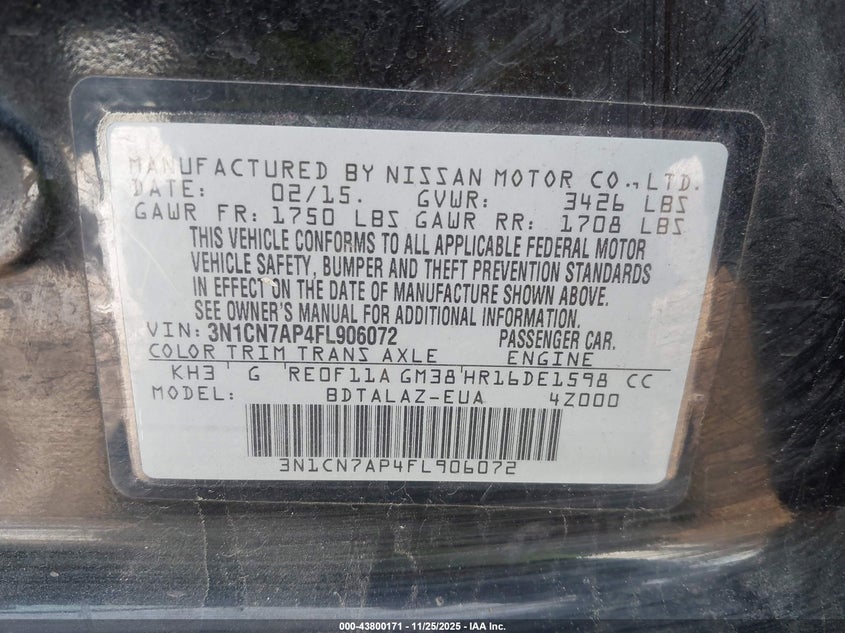 MANUFACTURED BY NISSAN MOTOR CO., LTD.
DATE: 02/15. GVWR: 3426 LBS
GAWR FR: 1750 LBS GAWR RR: 1708 LBS
THIS VEHICLE CONFORMS TO ALL APPLICABLE FEDERAL MOTOR
VEHICLE SAFETY, BUMPER AND THEFT PREVENTION STANDARDS
IN EFFECT ON THE DATE OF MANUFACTURE SHOWN ABOVE.
SEE OWNER'S MANUAL FOR ADDITIONAL INFORMATION.
VIN: 3N1CN7AP4FL906072 PASSENGER CAR.
COLOR TRIM TRANS AXLE ENGINE
KH3 G RE0F11A GM38 HR16DE1598 CC
MODEL: BDTALAZ-EUA 4Z000
3N1CN7AP4FL906072
000-43800171 - 11/25/2025 - IAA Inc.